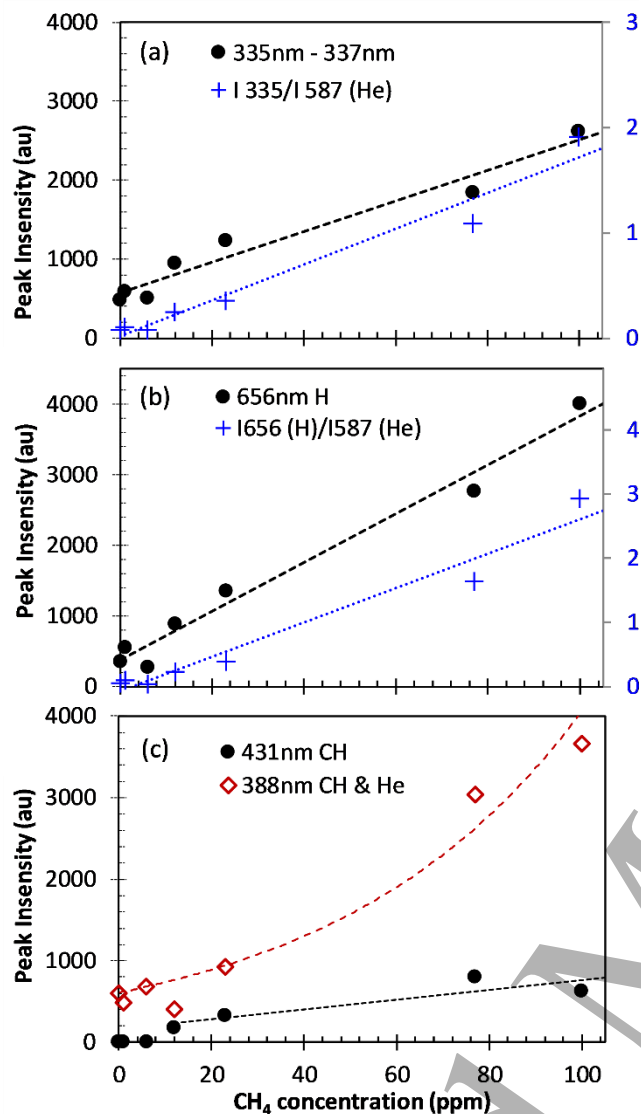 4000
3000
2000
1000
0
Peak Insensity (au)
(a)
335nm - 337nm
I 335/I 587 (He)
3
2
1
0
4000
3000
2000
1000
0
Peak Insensity (au)
(b)
656nm H
I656 (H)/I587 (He)
4
3
2
1
0
4000
3000
2000
1000
0
Peak Insensity (au)
(c)
431nm CH
388nm CH & He
0 20 40 60 80 100
CH4 concentration (ppm)